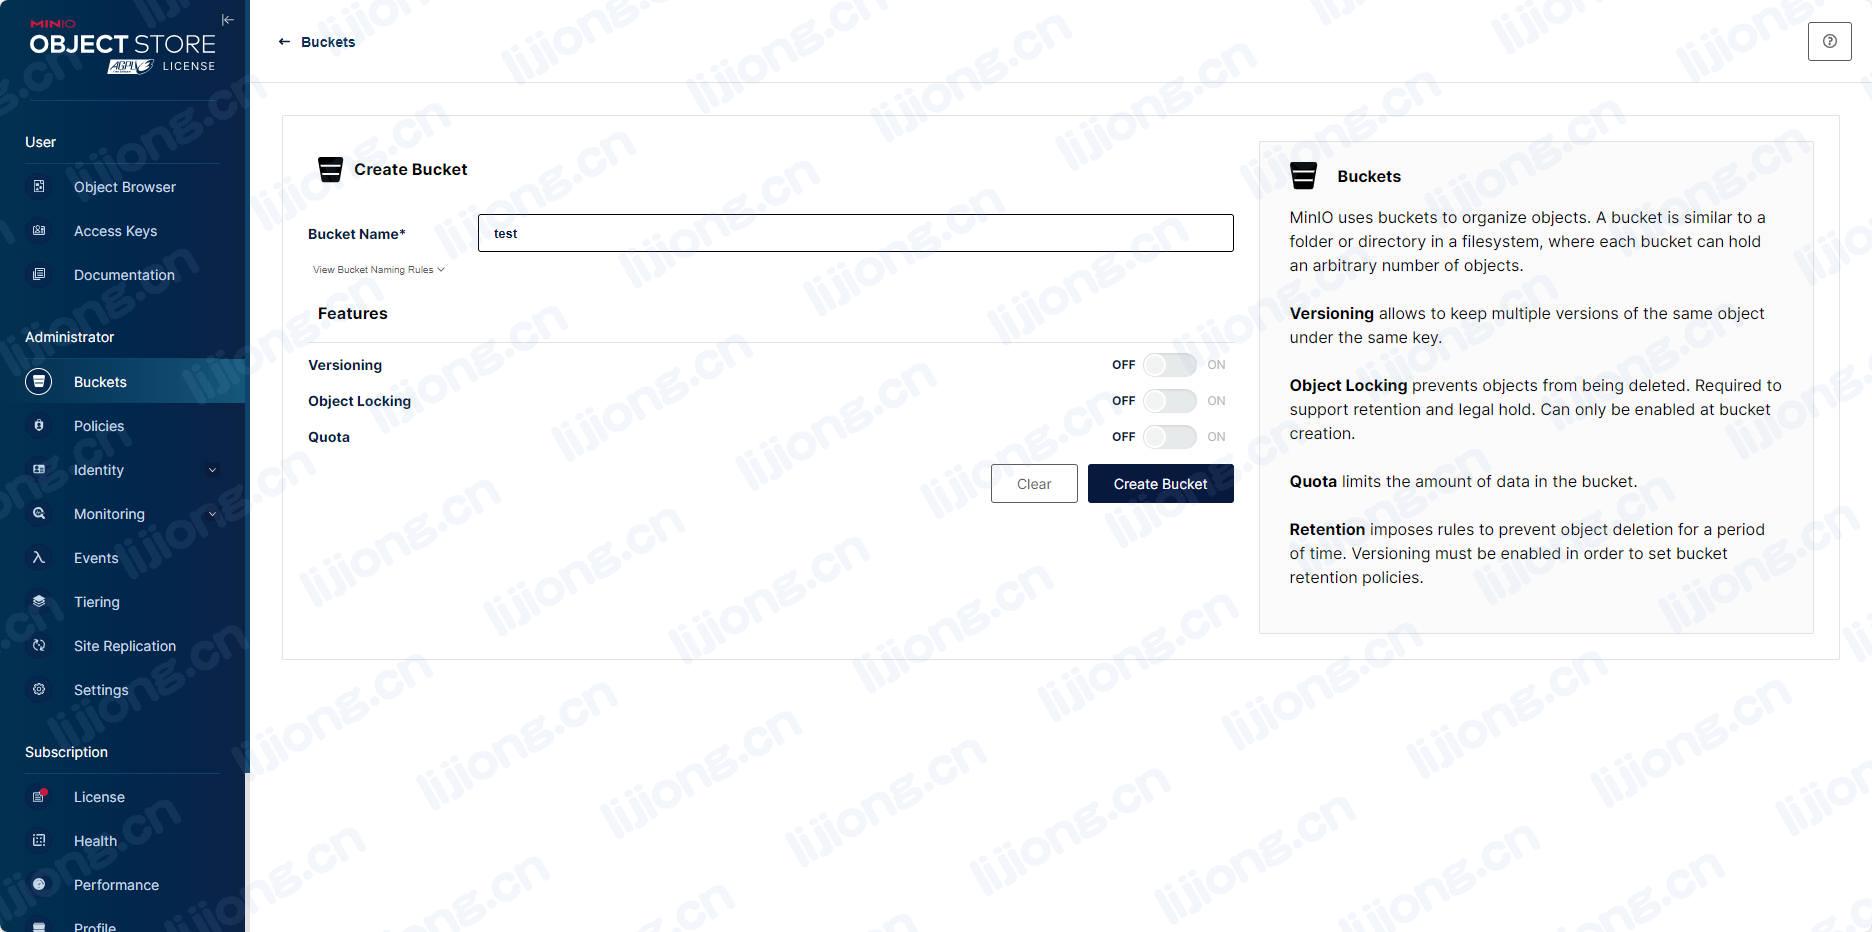 MINIO
OBJECT STORE
AGPLv3 LICENSE
User
Object Browser
Access Keys
Documentation
Administrator
Buckets
Policies
Identity
Monitoring
Events
Tiering
Site Replication
Settings
Subscription
License
Health
Performance
Profile
Buckets
Create Bucket
Bucket Name*
test
View Bucket Naming Rules
Features
Versioning OFF ON
Object Locking OFF ON
Quota OFF ON
Clear Create Bucket
Buckets
MinIO uses buckets to organize objects. A bucket is similar to a
folder or directory in a filesystem, where each bucket can hold
an arbitrary number of objects.
Versioning allows to keep multiple versions of the same object
under the same key.
Object Locking prevents objects from being deleted. Required to
support retention and legal hold. Can only be enabled at bucket
creation.
Quota limits the amount of data in the bucket.
Retention imposes rules to prevent object deletion for a period
of time. Versioning must be enabled in order to set bucket
retention policies.
lijiong.cn